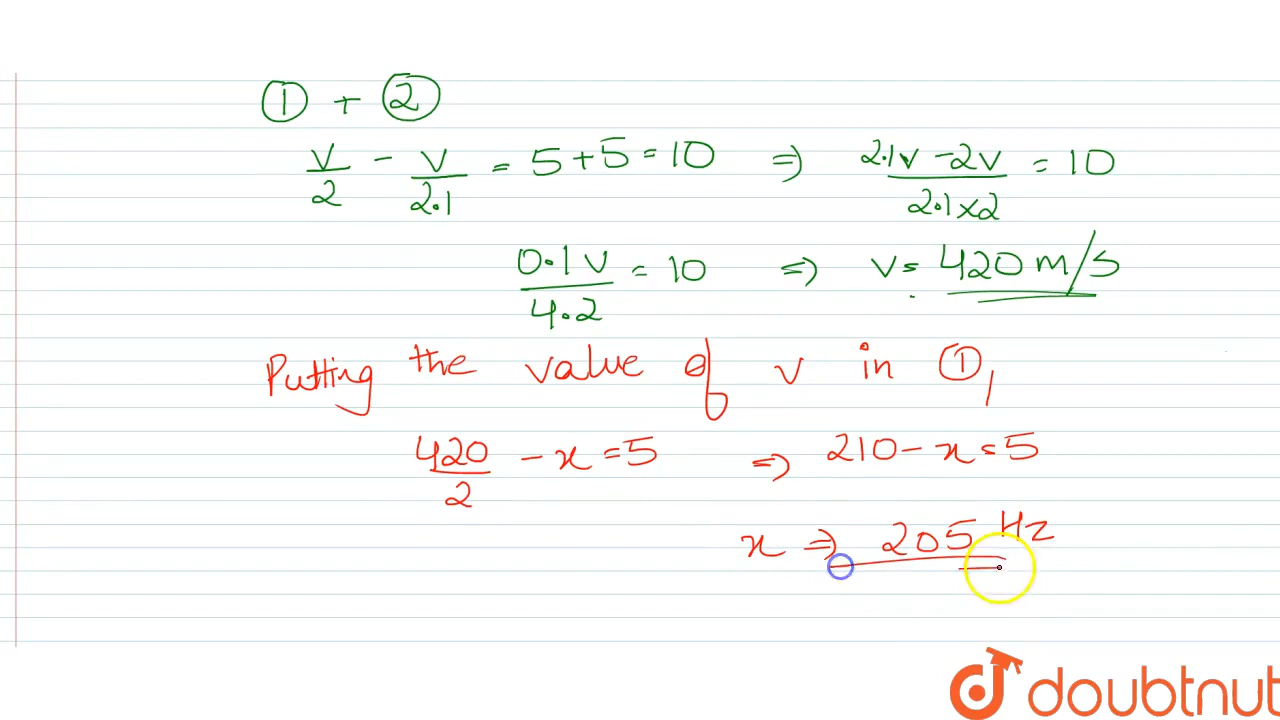 ① + ②
v/2 - v/2.1 = 5+5 = 10 ⇒ 2.1v - 2v / 2.1×2 = 10
0.1v/4.2 = 10 ⇒ v = 420 m/s
Putting the value of v in ①,
420/2 - x = 5 ⇒ 210 - x = 5
x ⇒ 205 Hz
doubtnut